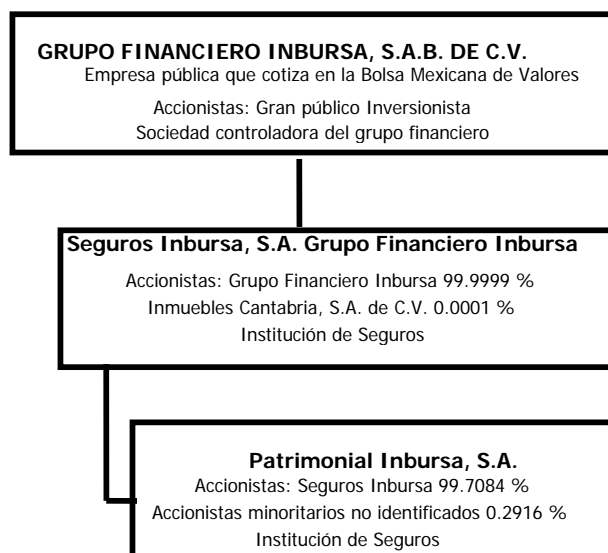 GRUPO FINANCIERO INBURSA, S.A.B. DE C.V.
Empresa pública que cotiza en la Bolsa Mexicana de Valores
Accionistas: Gran público Inversionista
Sociedad controladora del grupo financiero
Seguros Inbursa, S.A. Grupo Financiero Inbursa
Accionistas: Grupo Financiero Inbursa 99.9999 %
Inmuebles Cantabria, S.A. de C.V. 0.0001 %
Institución de Seguros
Patrimonial Inbursa, S.A.
Accionistas: Seguros Inbursa 99.7084 %
Accionistas minoritarios no identificados 0.2916 %
Institución de Seguros